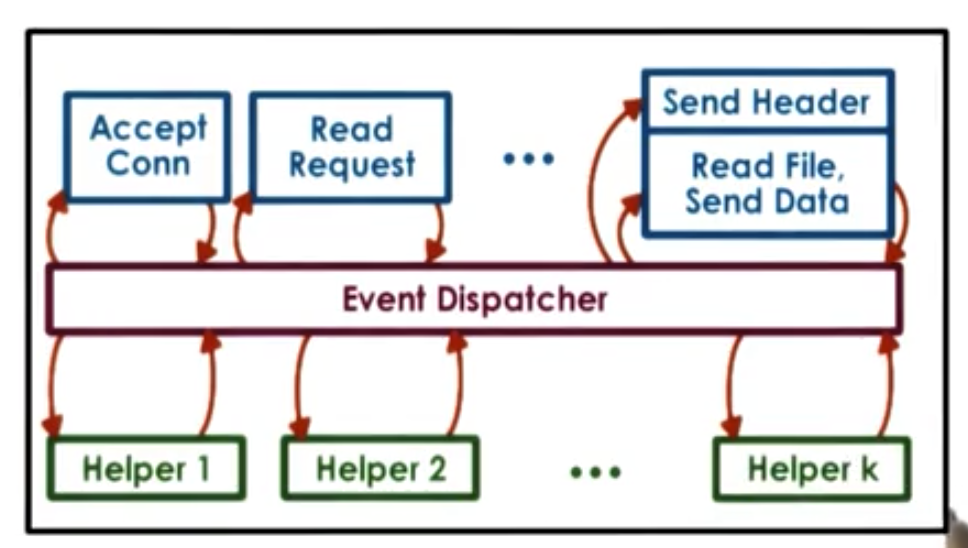 Accept
Conn
Read
Request
...
Send Header
Read File,
Send Data
Event Dispatcher
Helper 1
Helper 2
...
Helper k